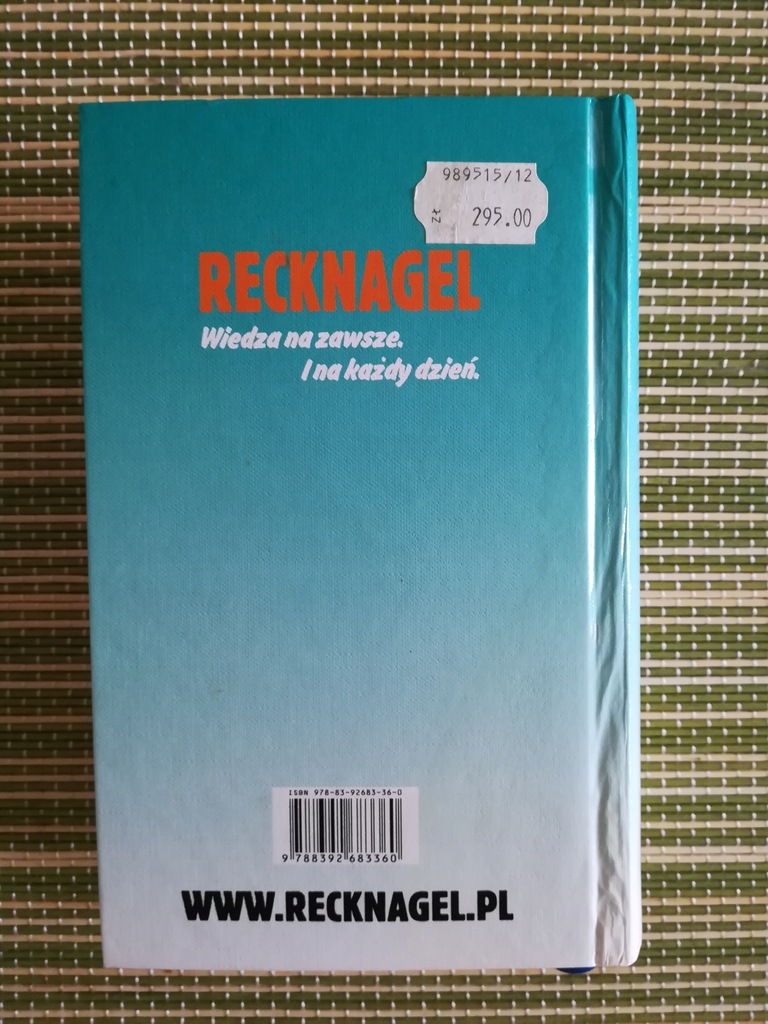 989515/12
zł 295.00
RECKNAGEL
Wiedza na zawsze.
I na każdy dzień.
ISBN 978-83-92683-36-0
9 788392 683360
WWW.RECKNAGEL.PL